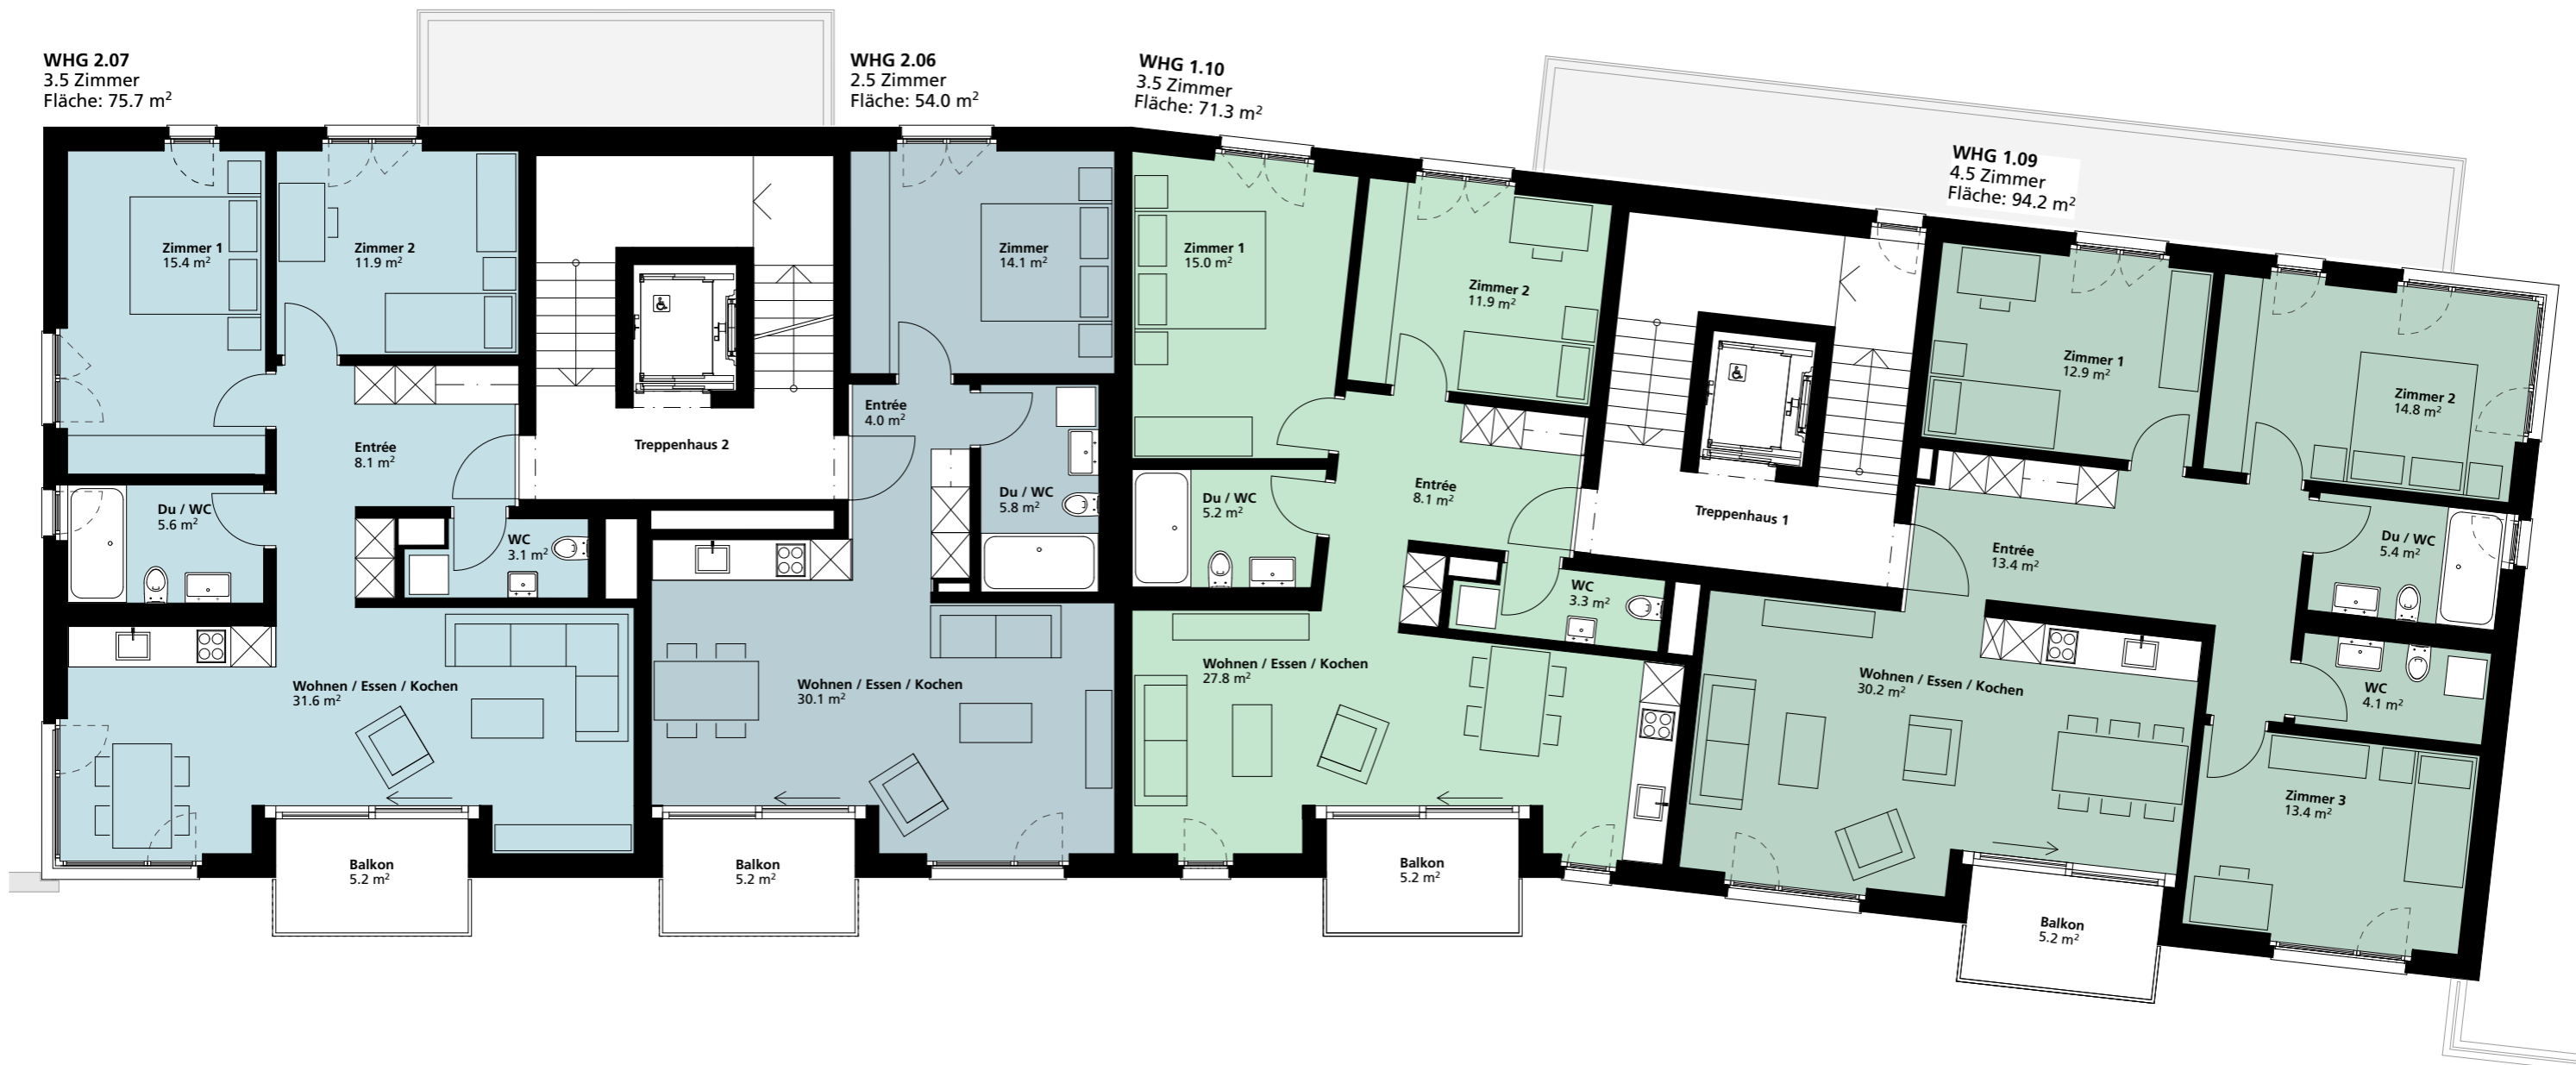 WHG 2.07
3.5 Zimmer
Fläche: 75.7 m²
WHG 2.06
2.5 Zimmer
Fläche: 54.0 m²
WHG 1.10
3.5 Zimmer
Fläche: 71.3 m²
WHG 1.09
4.5 Zimmer
Fläche: 94.2 m²
Zimmer 1
15.4 m²
Zimmer 2
11.9 m²
Entrée
8.1 m²
Du / WC
5.6 m²
WC
3.1 m²
Wohnen / Essen / Kochen
31.6 m²
Balkon
5.2 m²
Treppenhaus 2
Zimmer
14.1 m²
Entrée
4.0 m²
Du / WC
5.8 m²
Wohnen / Essen / Kochen
30.1 m²
Balkon
5.2 m²
Zimmer 1
15.0 m²
Zimmer 2
11.9 m²
Entrée
8.1 m²
Du / WC
5.2 m²
WC
3.3 m²
Wohnen / Essen / Kochen
27.8 m²
Balkon
5.2 m²
Treppenhaus 1
Zimmer 1
12.9 m²
Zimmer 2
14.8 m²
Entrée
13.4 m²
Du / WC
5.4 m²
WC
4.1 m²
Wohnen / Essen / Kochen
30.2 m²
Zimmer 3
13.4 m²
Balkon
5.2 m²